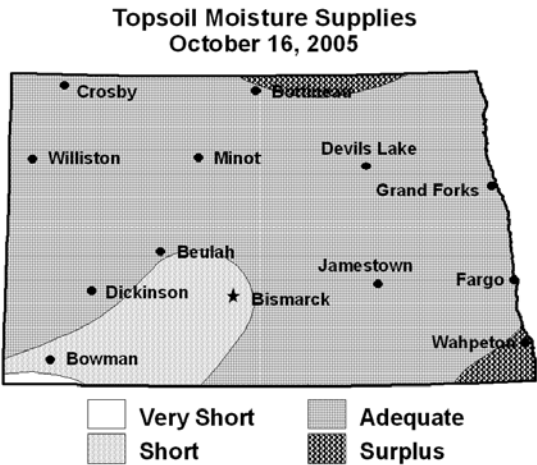 Topsoil Moisture Supplies
October 16, 2005
Crosby
Bottineau
Williston
Minot
Devils Lake
Grand Forks
Beulah
Jamestown
Dickinson
Bismarck
Fargo
Wahpeton
Bowman
Very Short
Adequate
Short
Surplus